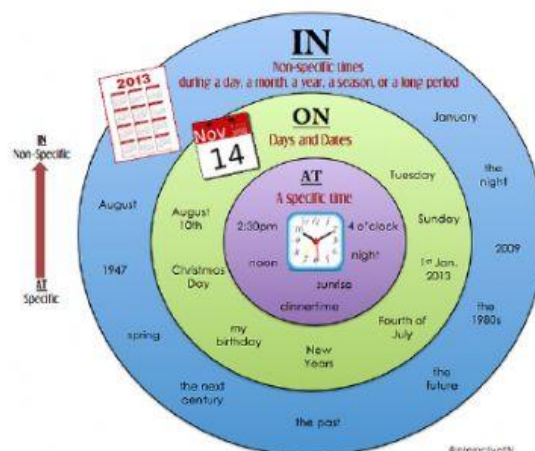 IN
Non-specific times
during a day, a month, a year, a season, or a long period
2013
January
ON
Days and Dates
Nov
14
IN
Non-Specific
AT
A specific time
Tuesday
the
night
August
August
10th
2:30pm
4 o'clock
Sunday
2009
noon
night
1947
Christmas
Day
sunrise
1st Jan.
2013
AT
Specific
dinnertime
the
1980s
spring
my
birthday
Fourth of
July
New
Years
the next
century
the
future
the past